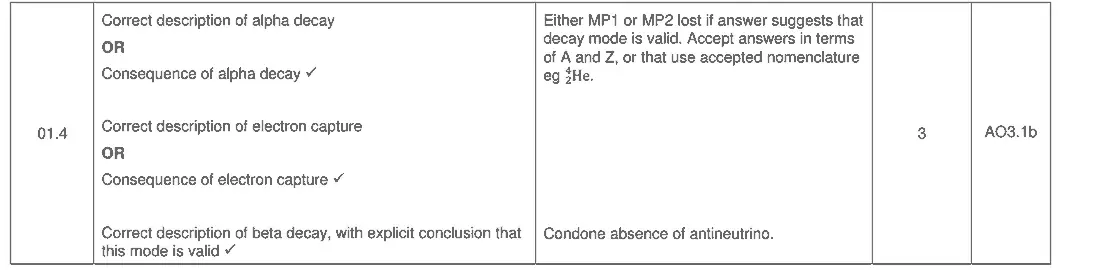 Correct description of alpha decay
OR
Consequence of alpha decay ✓
Either MP1 or MP2 lost if answer suggests that
decay mode is valid. Accept answers in terms
of A and Z, or that use accepted nomenclature
eg ⁴₂He.
01.4
Correct description of electron capture
OR
Consequence of electron capture ✓
3
AO3.1b
Correct description of beta decay, with explicit conclusion that
this mode is valid ✓
Condone absence of antineutrino.